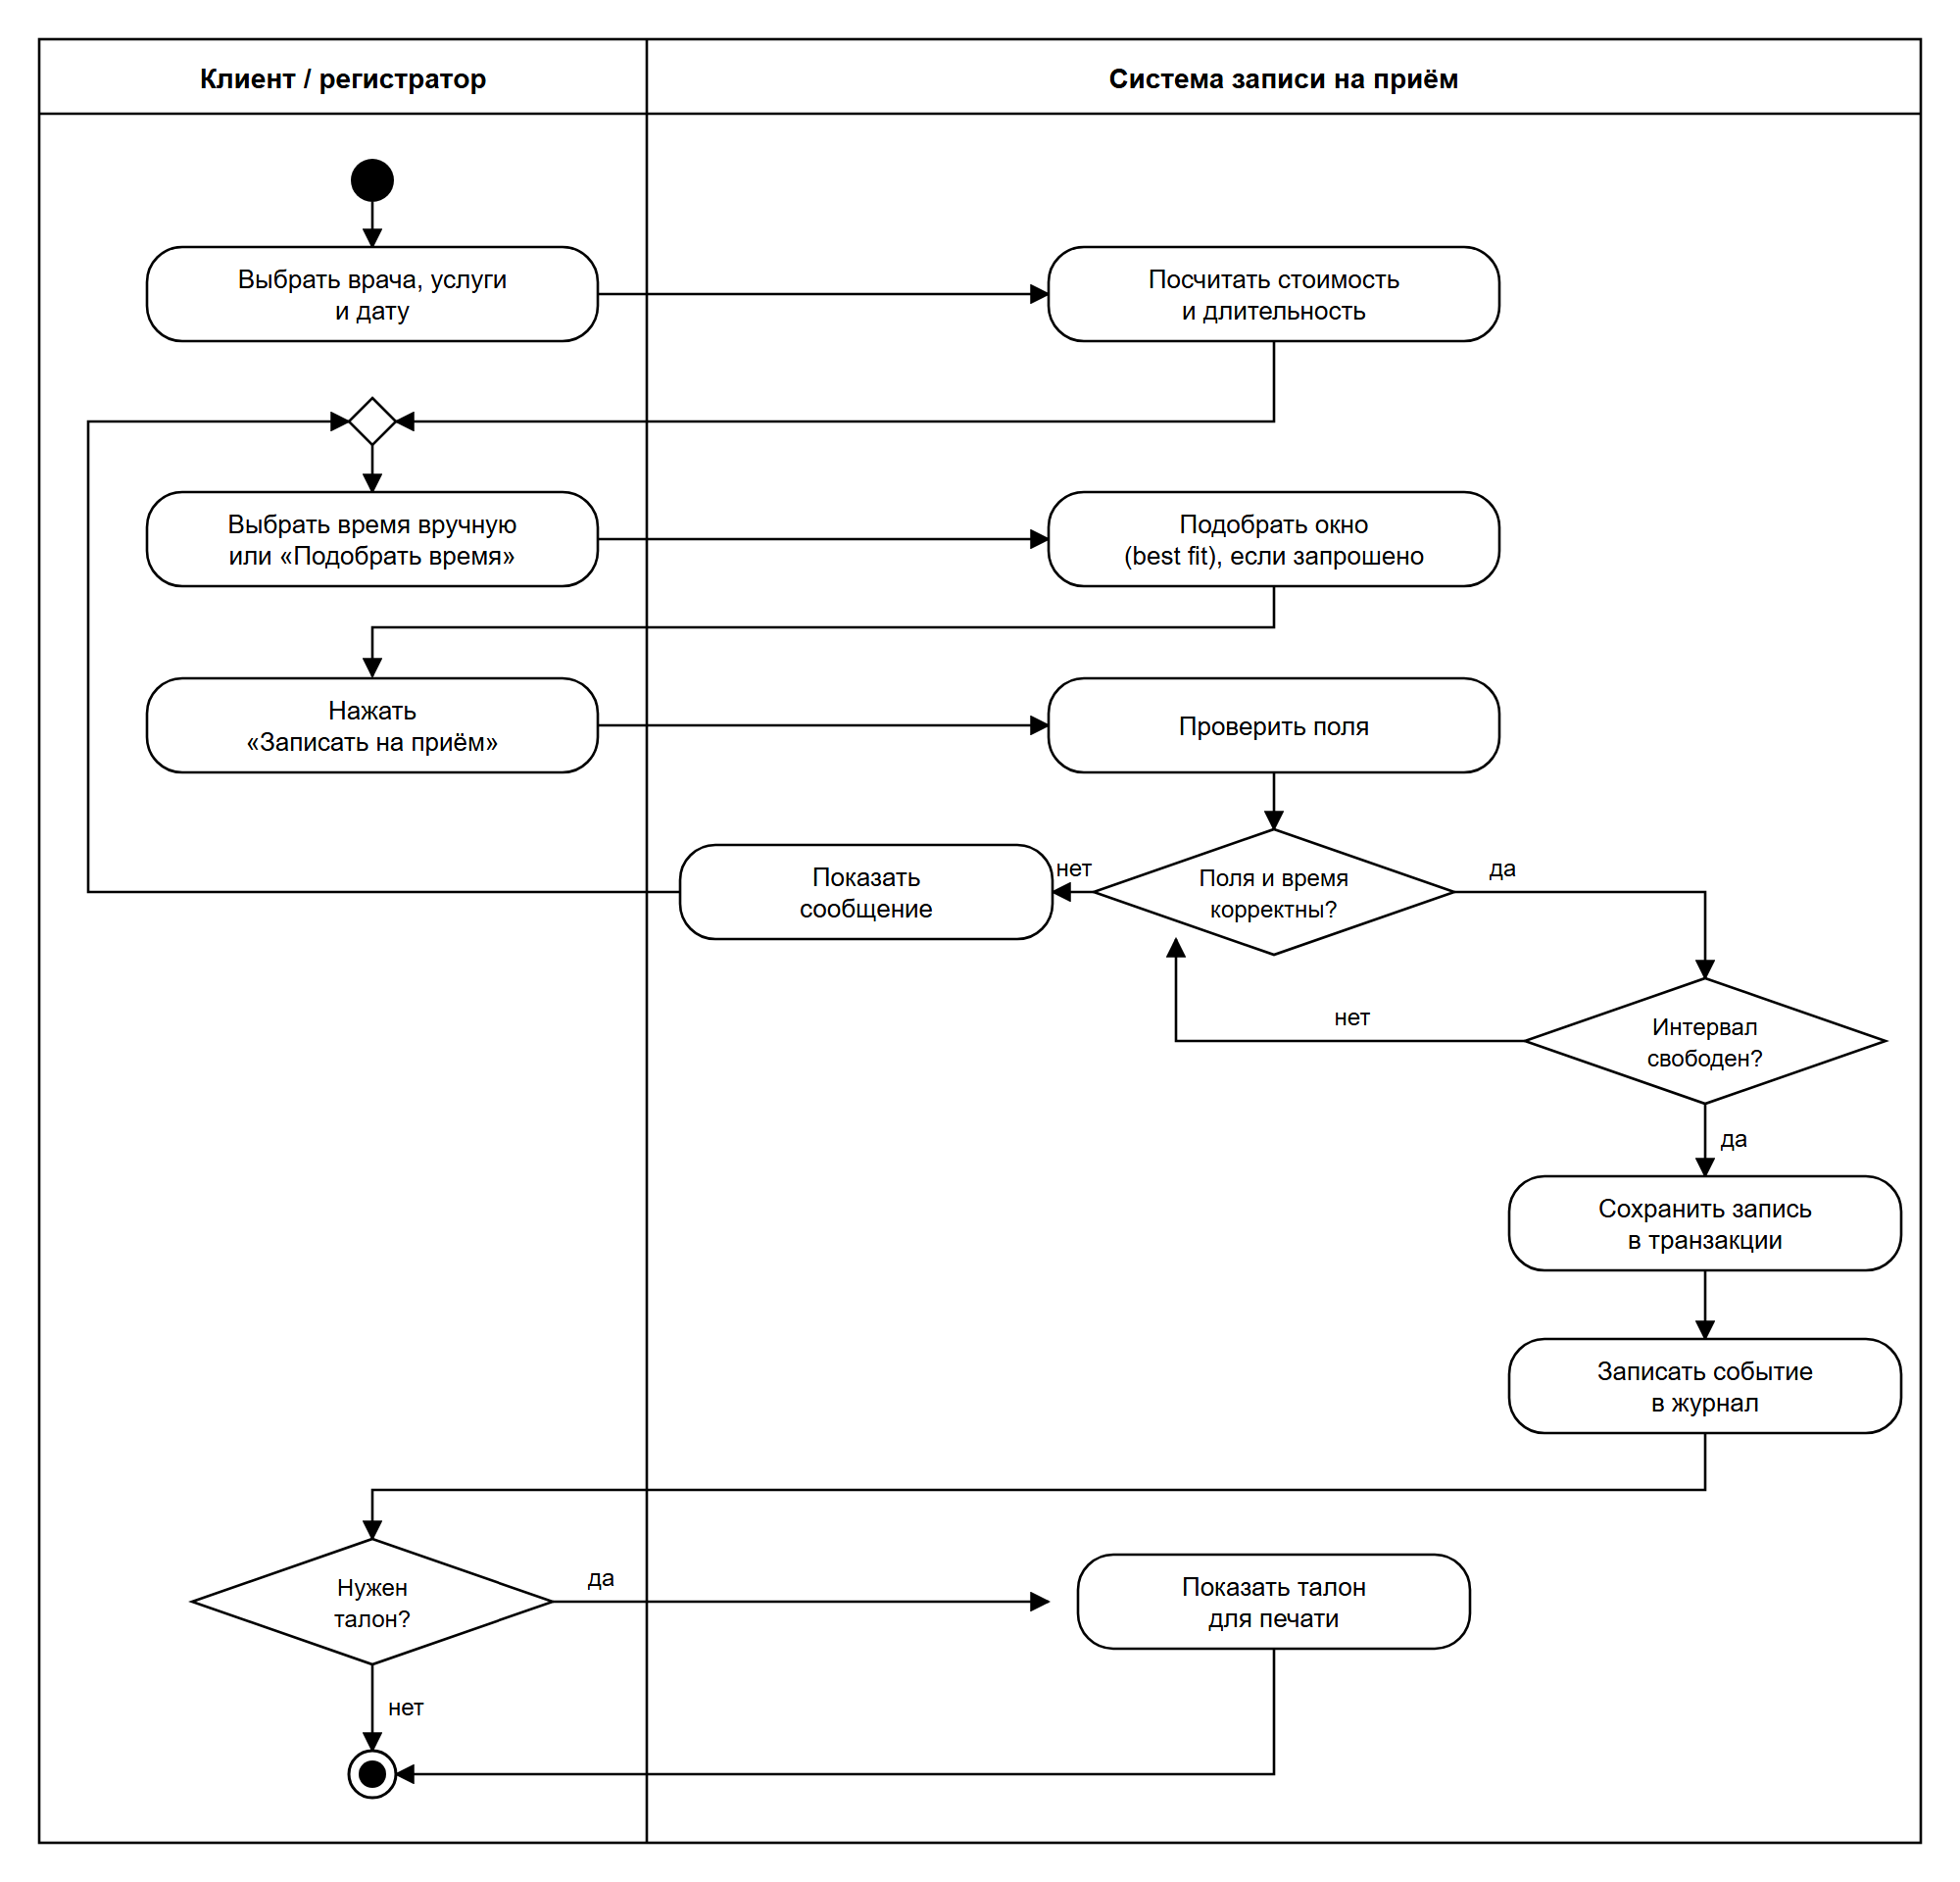 Клиент / регистратор
Система записи на приём
Выбрать врача, услуги
и дату
Посчитать стоимость
и длительность
Выбрать время вручную
или «Подобрать время»
Подобрать окно
(best fit), если запрошено
Нажать
«Записать на приём»
Проверить поля
Показать
сообщение
нет
Поля и время
корректны?
да
нет
Интервал
свободен?
да
Сохранить запись
в транзакции
Записать событие
в журнал
Нужен
талон?
да
Показать талон
для печати
нет